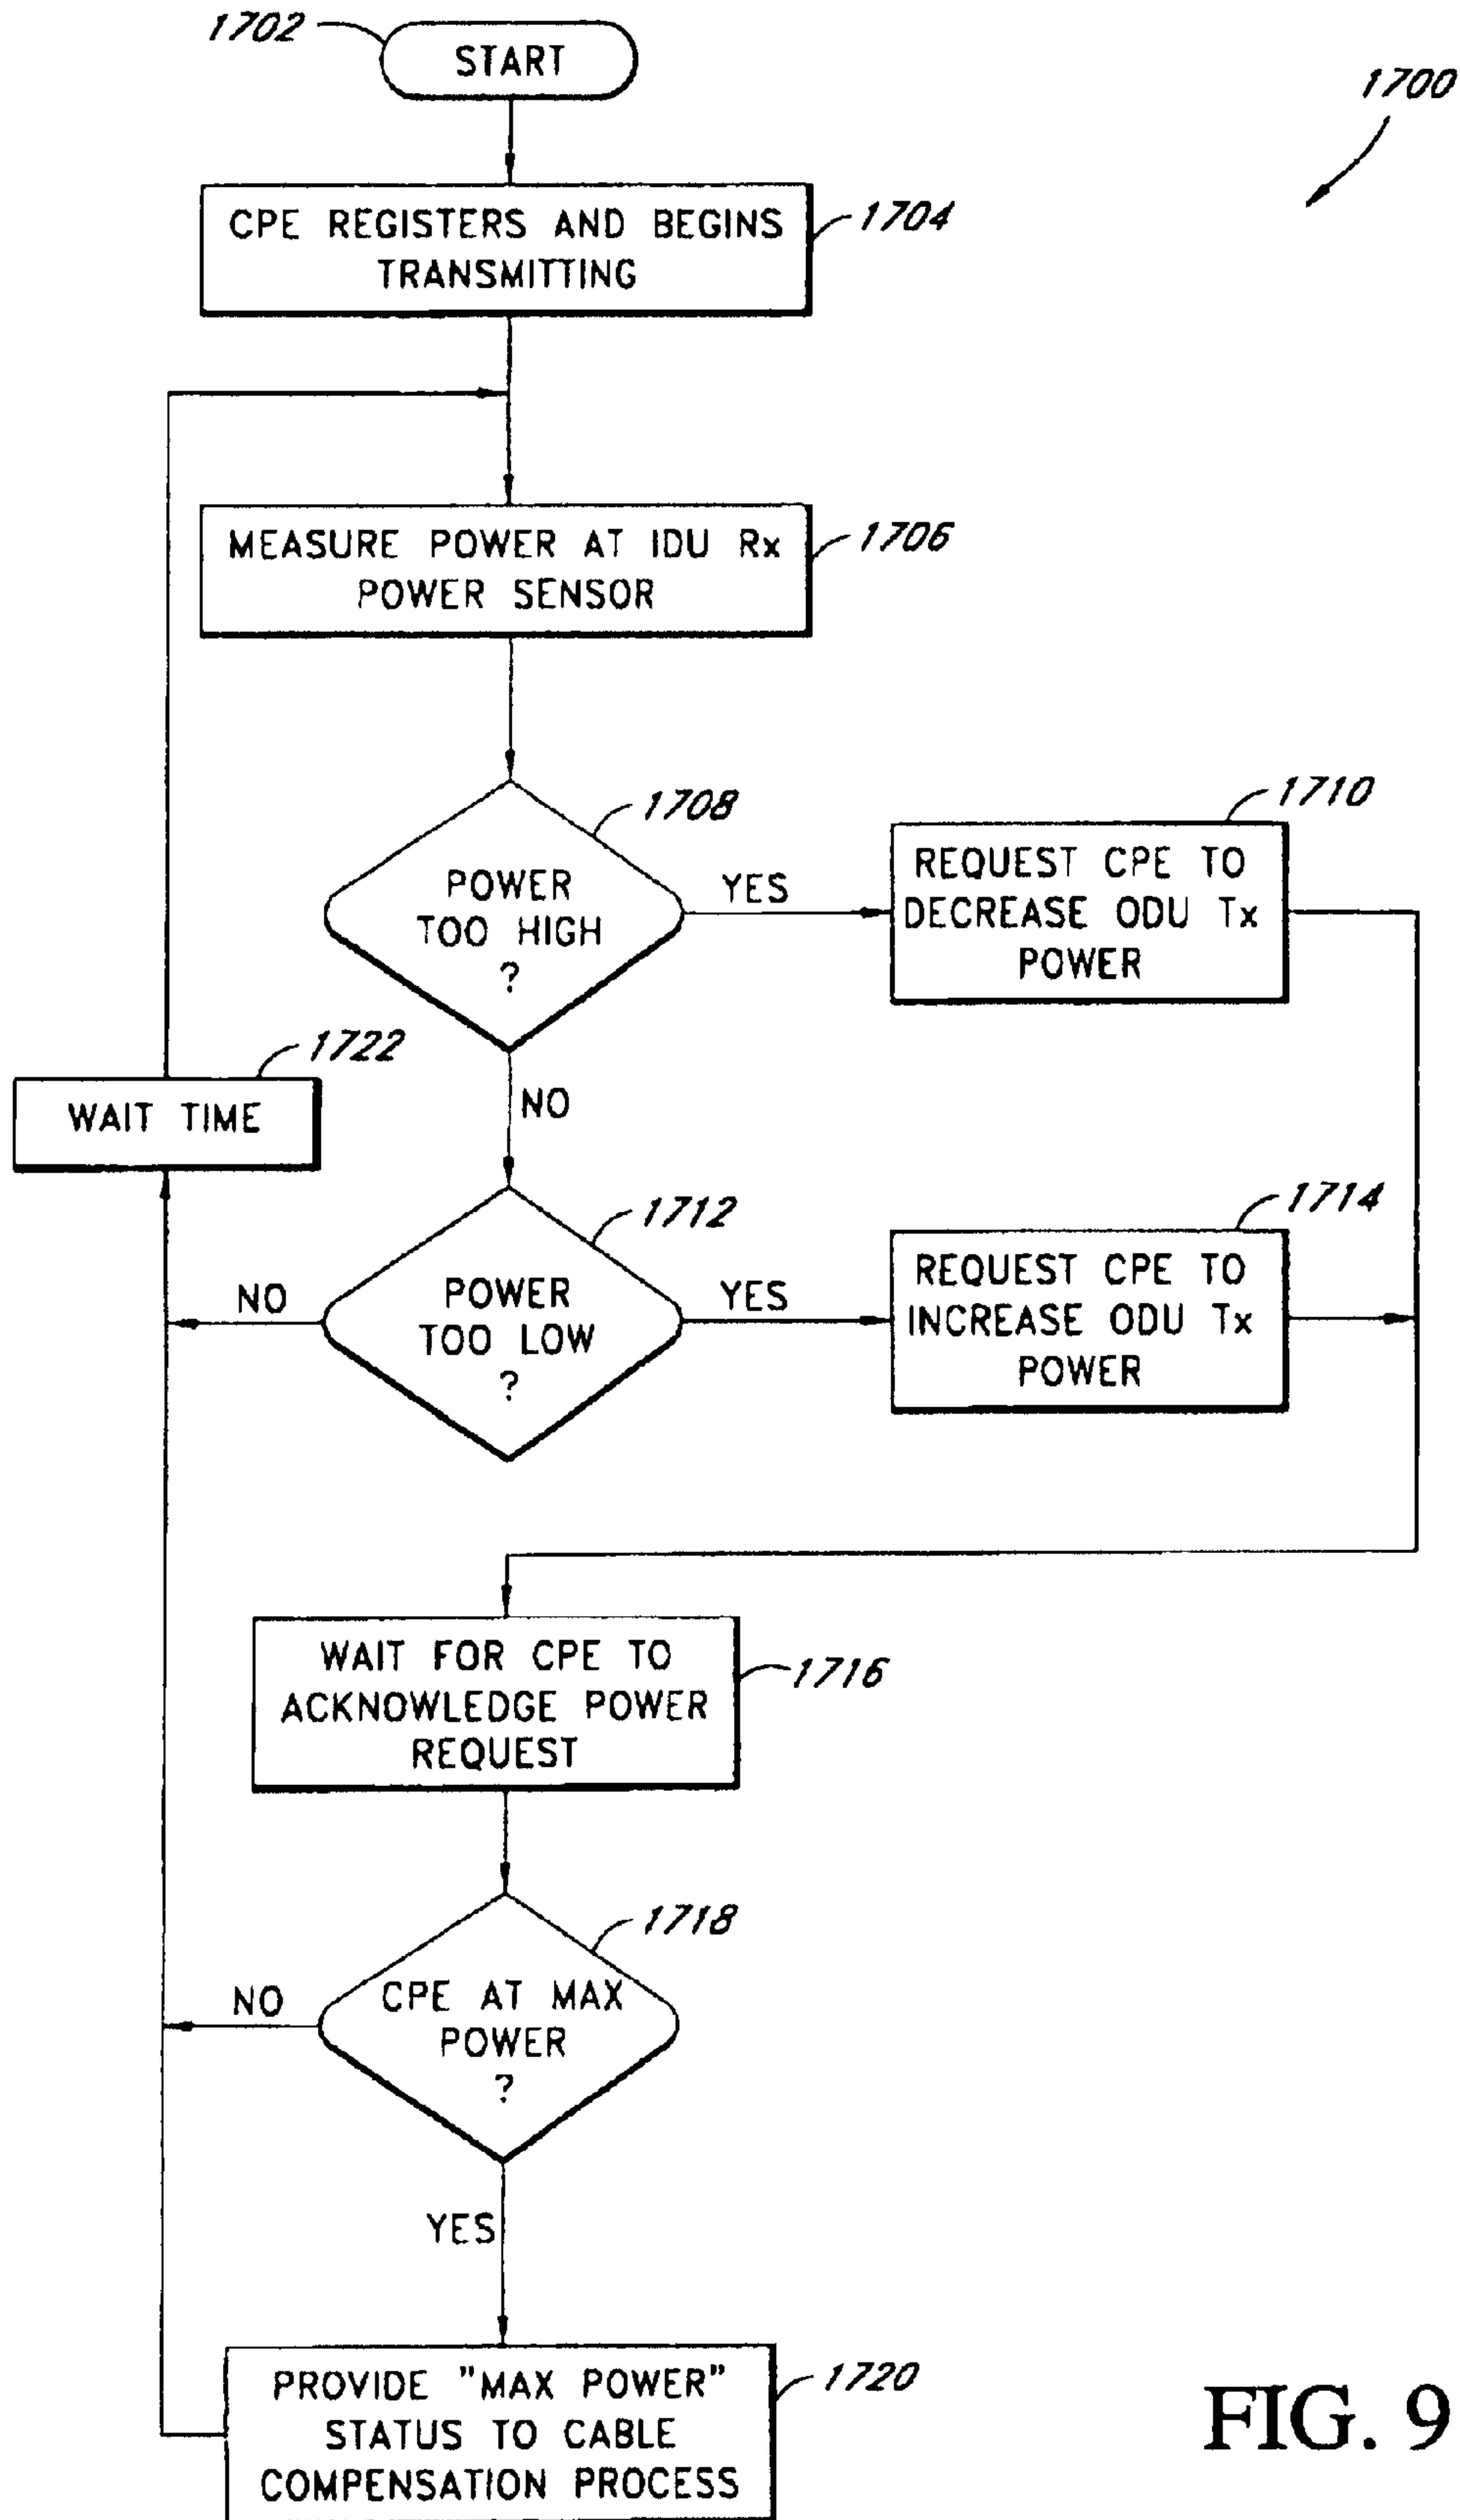 1702
START
1700
CPE REGISTERS AND BEGINS
TRANSMITTING
1704
MEASURE POWER AT IDU Rx
POWER SENSOR
1706
1708
POWER
TOO HIGH
?
YES
1710
REQUEST CPE TO
DECREASE ODU Tx
POWER
NO
1722
WAIT TIME
1712
POWER
TOO LOW
?
NO
YES
1714
REQUEST CPE TO
INCREASE ODU Tx
POWER
WAIT FOR CPE TO
ACKNOWLEDGE POWER
REQUEST
1716
1718
CPE AT MAX
POWER
?
NO
YES
PROVIDE "MAX POWER"
STATUS TO CABLE
COMPENSATION PROCESS
1720
FIG. 9